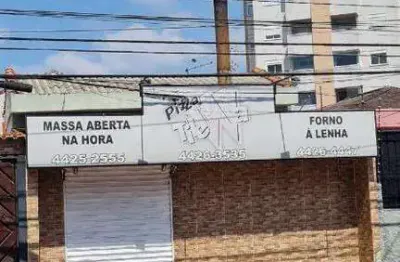 MASSA ABERTA
NA HORA
4425-2555
pizza
4426-3535
FORNO
À LENHA